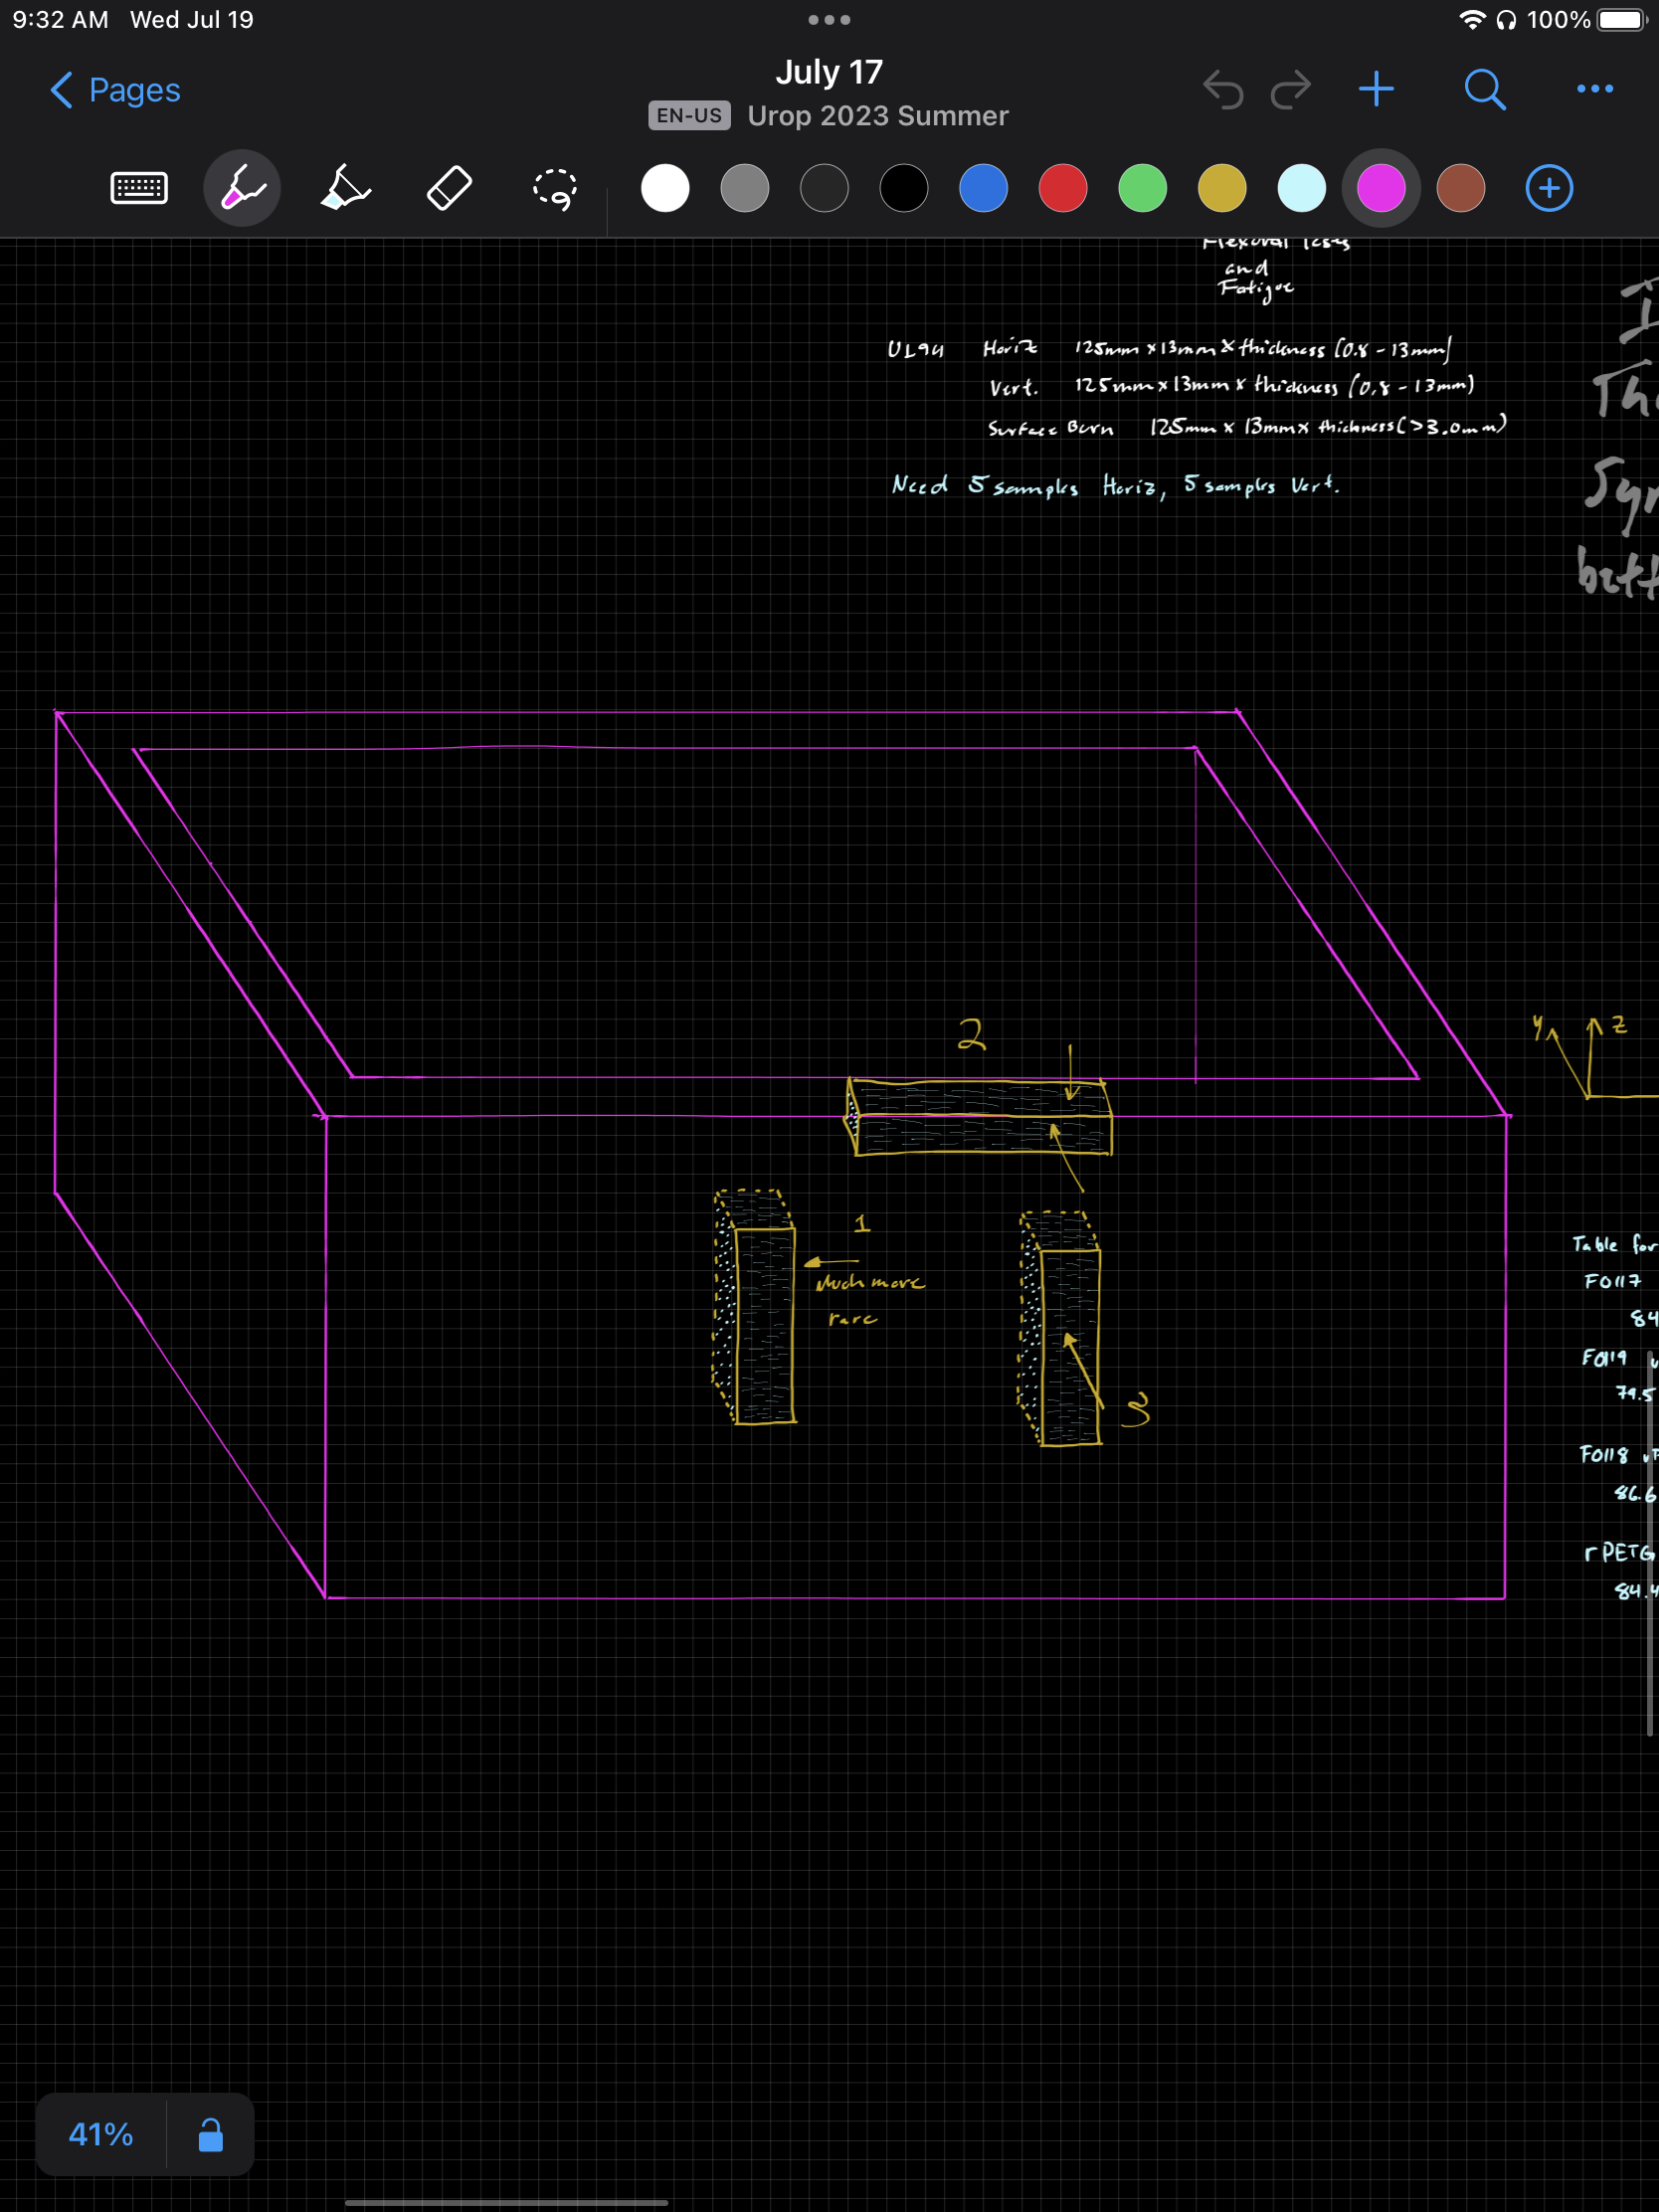 9:32 AM Wed Jul 19
100%
Pages
July 17
EN-US Urop 2023 Summer
Flexural Tests
and
Fatigue
UL94 Horiz 125mm x 13mm x thickness (0.8 - 13mm)
Vert. 125mm x 13mm x thickness (0.8 - 13mm)
Surface Burn 125mm x 13mm x thickness (>3.0mm)
Need 5 samples Horiz, 5 samples Vert.
y z
2
1
Much more
rare
3
Table for
F0117
84
F0119
79.5
F0118
86.6
rPETG
84.4
41%